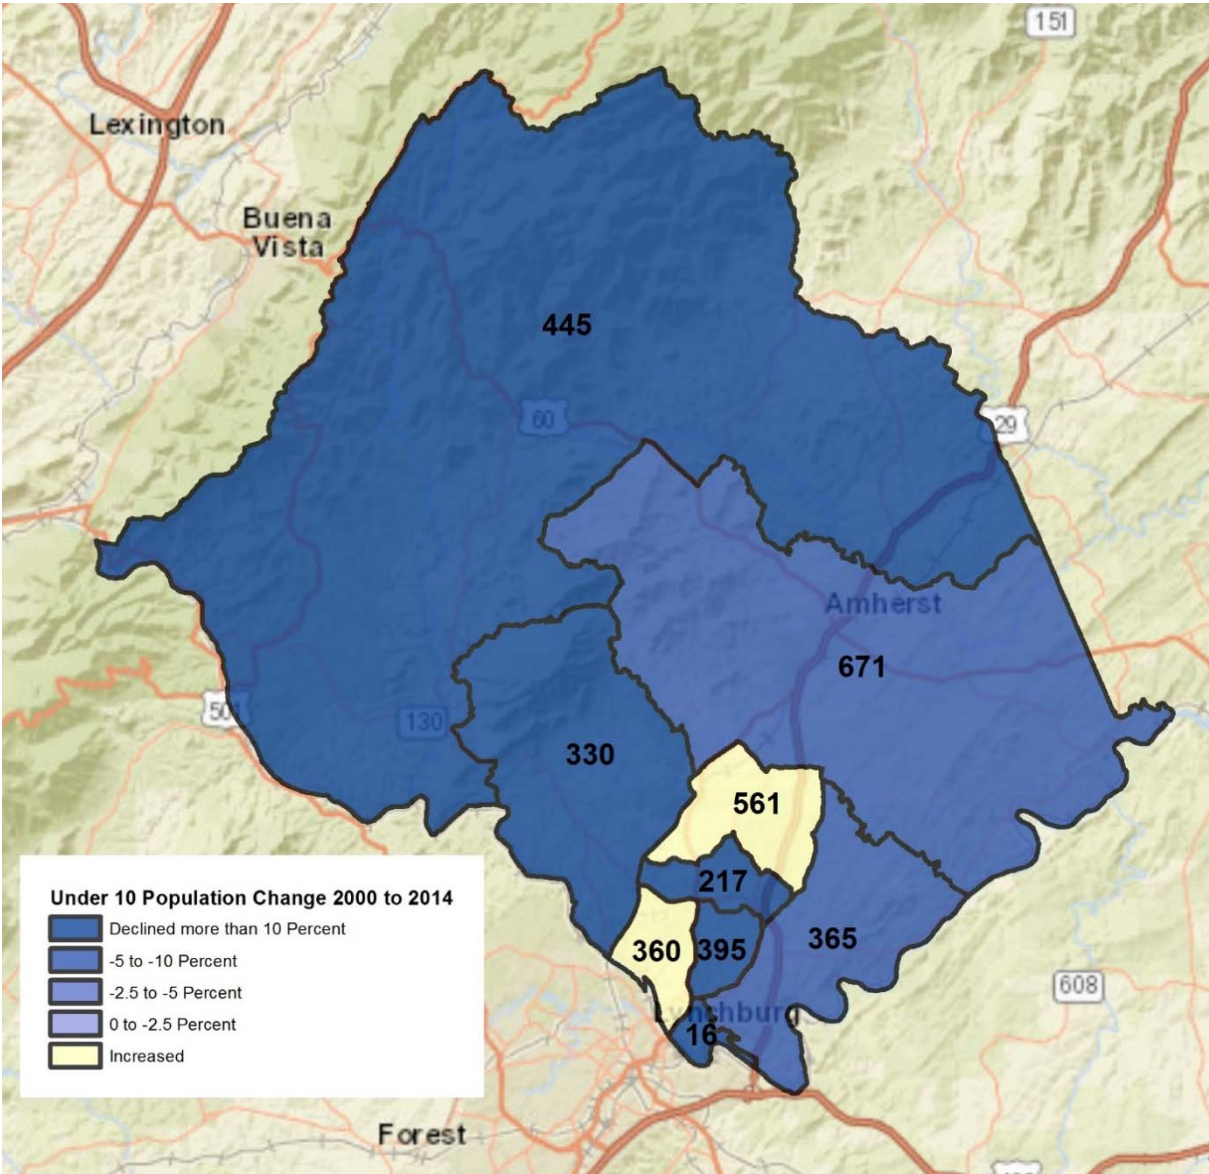 151
Lexington
Buena
Vista
445
60
29
Amherst
671
501
130
330
561
217
360
395
365
Lynchburg
16
608
Forest
Under 10 Population Change 2000 to 2014
Declined more than 10 Percent
-5 to -10 Percent
-2.5 to -5 Percent
0 to -2.5 Percent
Increased